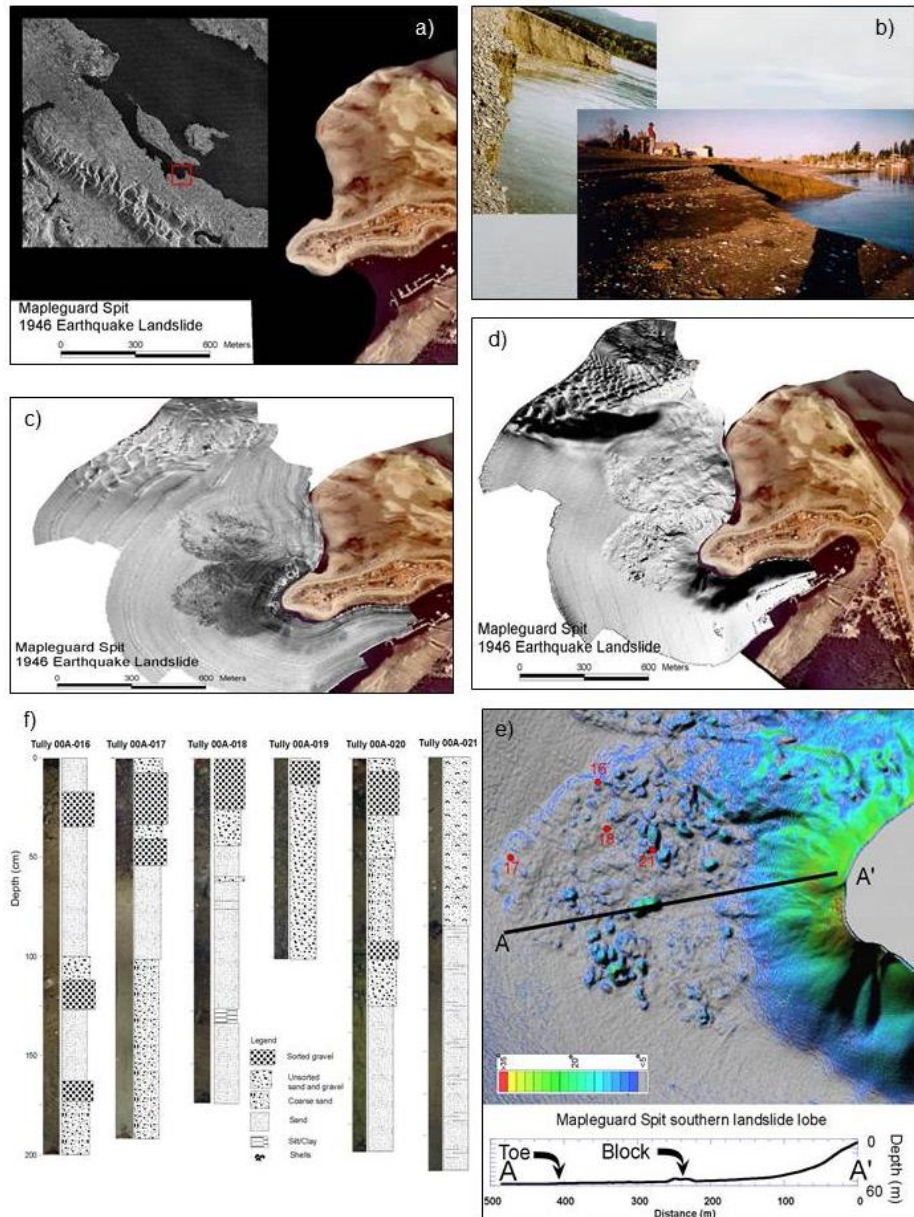 a)
Mapleguard Spit
1946 Earthquake Landslide
0 300 600 Meters
b)
c)
Mapleguard Spit
1946 Earthquake Landslide
0 300 600
Meters
d)
Mapleguard Spit
1946 Earthquake Landslide
0 300 600 Meters
f)
Tully 00A-016 Tully 00A-017 Tully 00A-018 Tully 00A-019 Tully 00A-020 Tully 00A-021
Depth (cm)
0
50
100
150
200
Legend
Sorted gravel
Unsorted
sand and gravel
Coarse sand
Sand
Silt/Clay
Shells
e)
16
18
21
17
A
A'
>35° 20° <5°
Mapleguard Spit southern landslide lobe
Toe
A
Block
A'
0
60
Depth (m)
500 400 300 200 100 0
Distance (m)